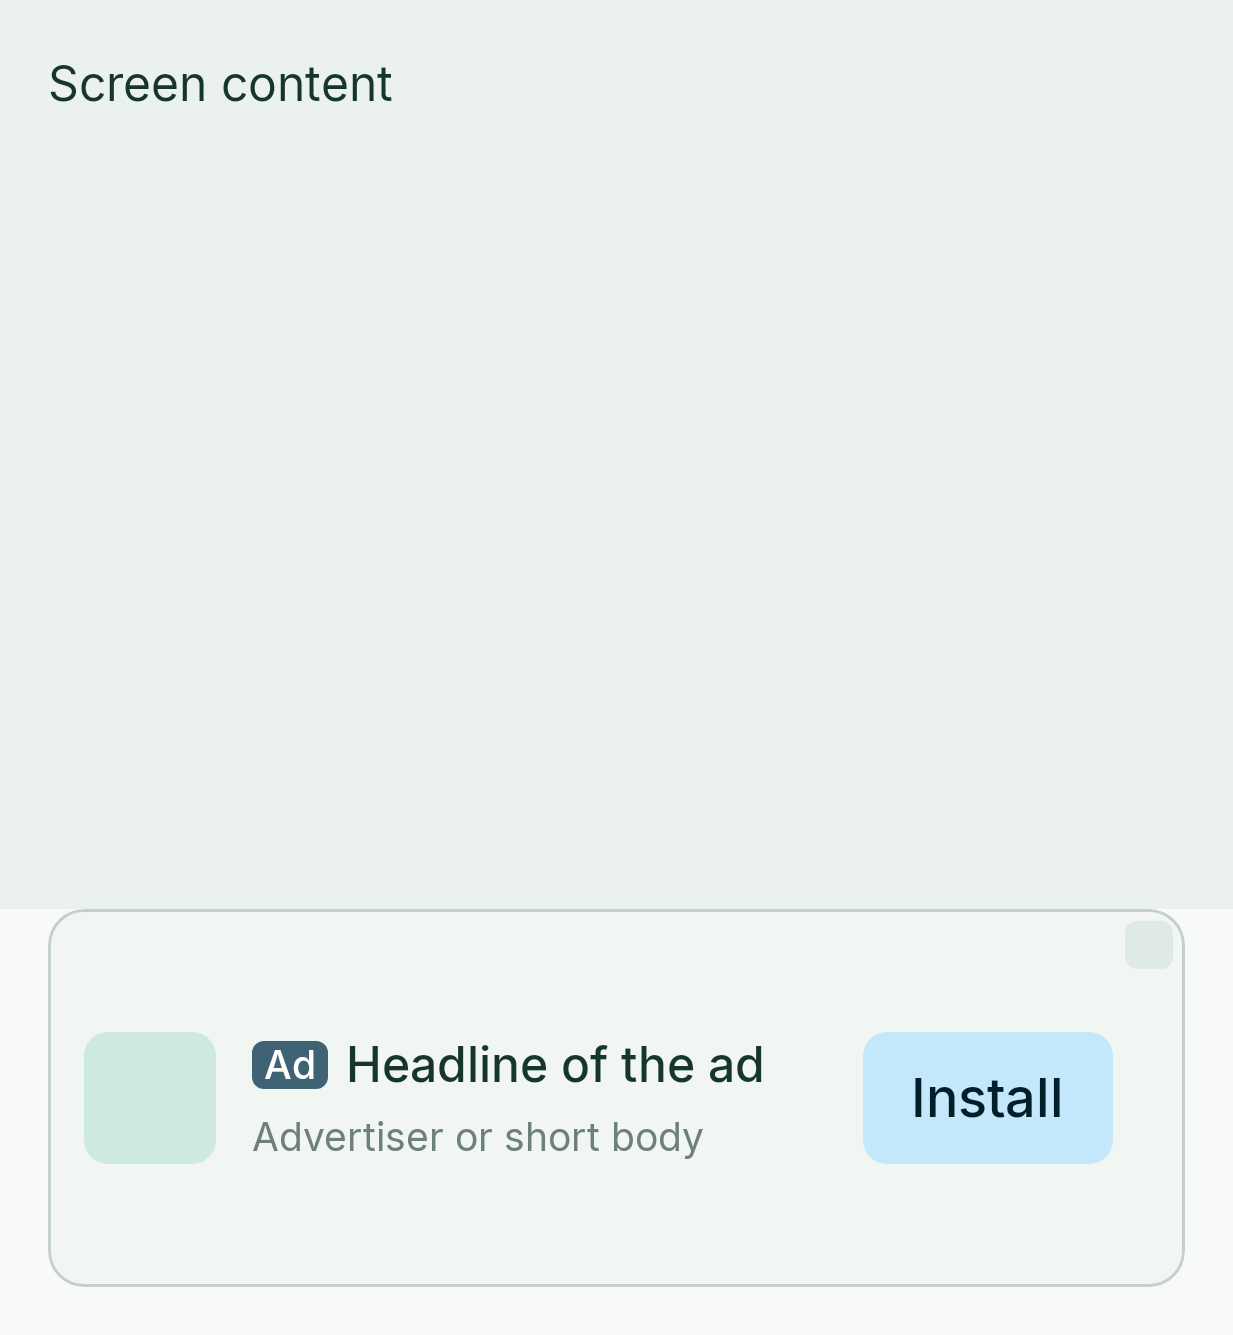 Screen content
Ad Headline of the ad
Advertiser or short body
Install